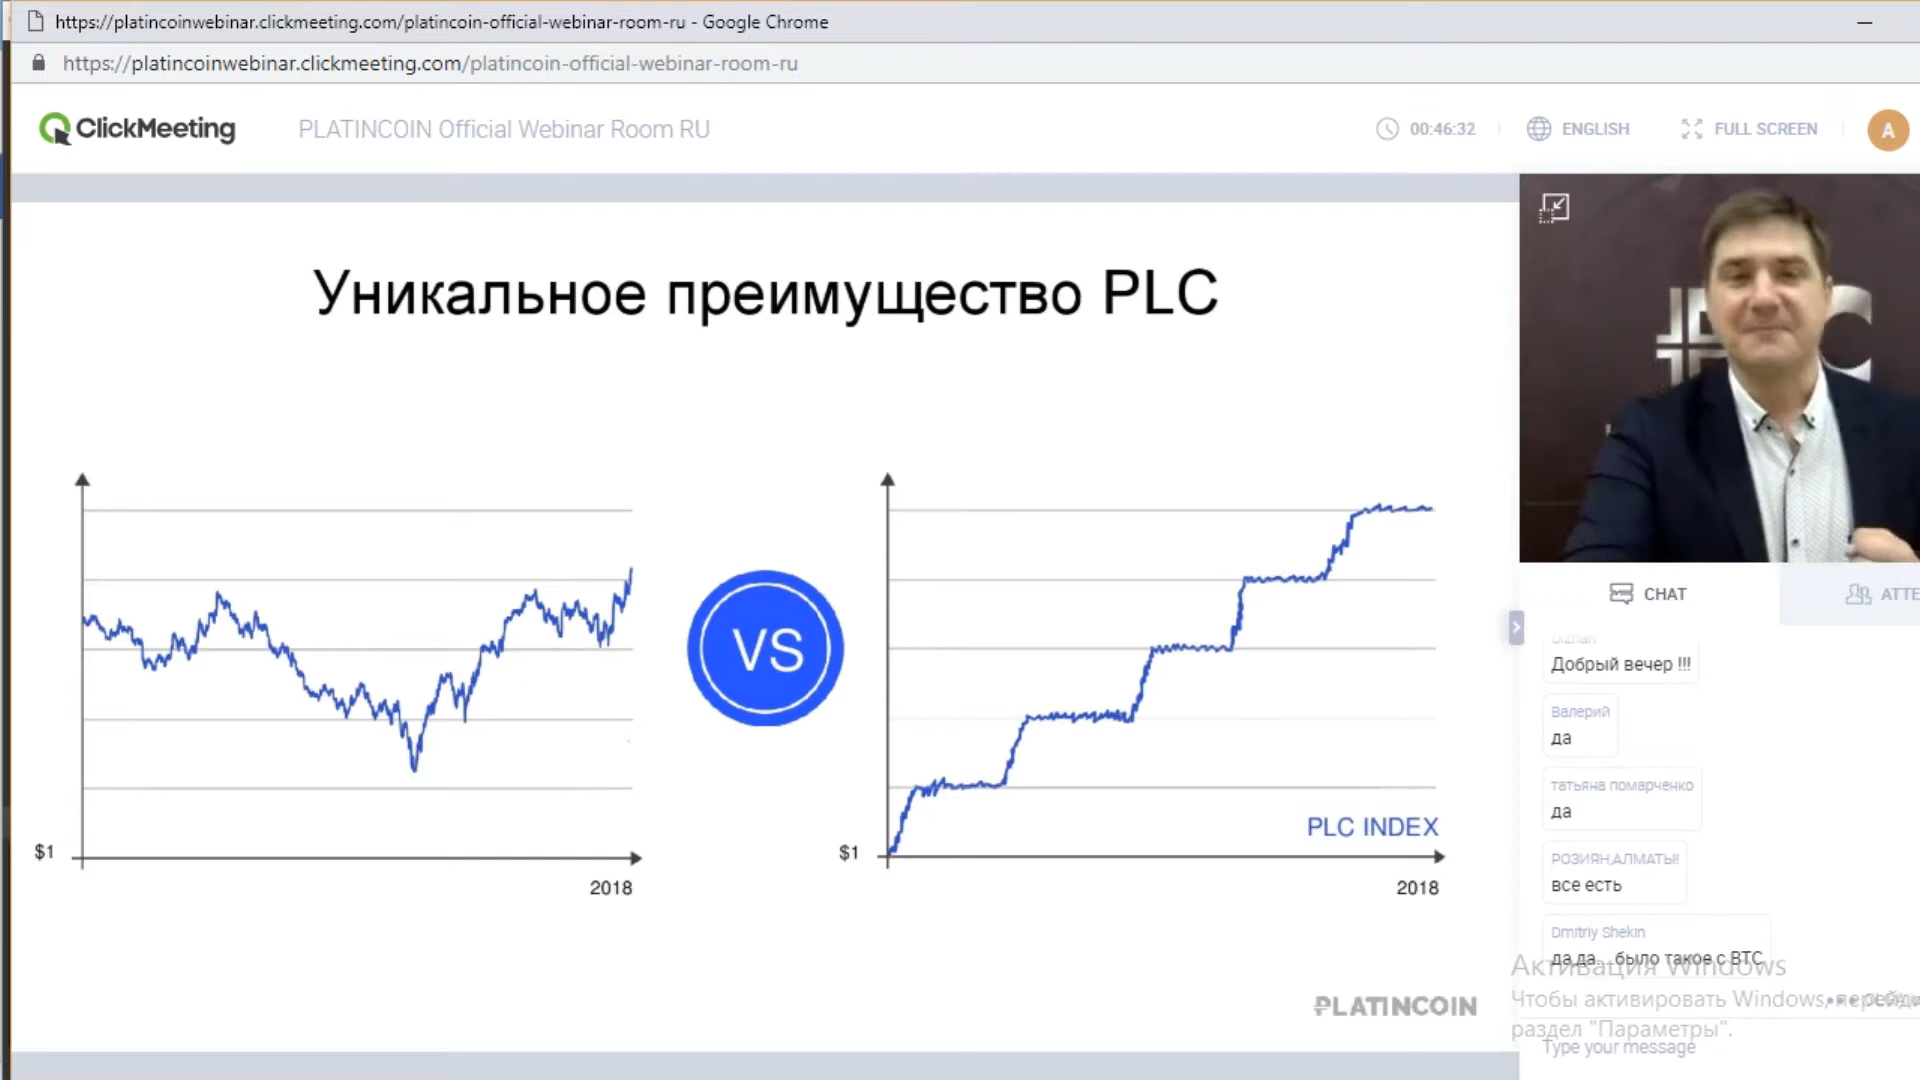 https://platincoinwebinar.clickmeeting.com/platincoin-official-webinar-room-ru - Google Chrome
https://platincoinwebinar.clickmeeting.com/platincoin-official-webinar-room-ru
ClickMeeting
PLATINCOIN Official Webinar Room RU
00:46:32
ENGLISH
FULL SCREEN
A
Уникальное преимущество PLC
$1
2018
VS
$1
PLC INDEX
2018
PLATINCOIN
CHAT
ATTE
Добрый вечер !!!
Валерий
да
татьяна помарченко
да
РОЗИЯН,АЛМАТЫ!
все есть
Dmitriy Shekin
да,да... было такое с BTC
Активация Windows
Чтобы активировать Windows,
раздел "Параметры".
Type your message